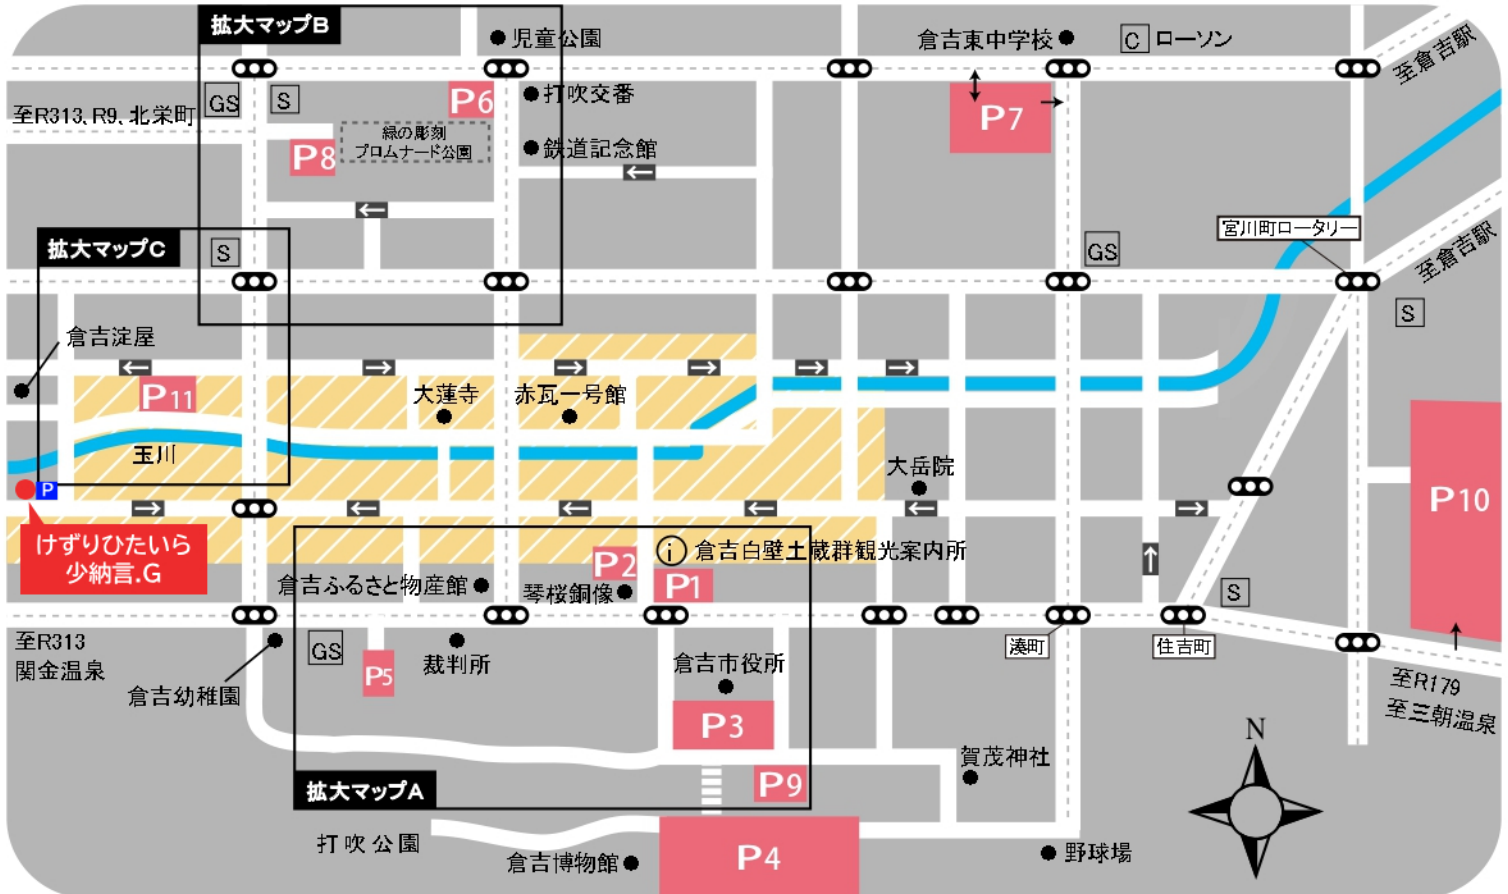 拡大マップB
児童公園
倉吉東中学校
C ローソン
至倉吉駅
GS
S
P6
打吹交番
至R313、R9、北栄町
緑の彫刻
プロムナード公園
P7
P8
鉄道記念館
拡大マップC
S
宮川町ロータリー
GS
至倉吉駅
S
倉吉淀屋
P11
大蓮寺
赤瓦一号館
玉川
大岳院
P
P10
けずりひたいら
少納言.G
i 倉吉白壁土蔵群観光案内所
P2
倉吉ふるさと物産館
琴桜銅像
P1
S
至R313
関金温泉
GS
裁判所
倉吉市役所
湊町
住吉町
P5
倉吉幼稚園
至R179
至三朝温泉
P3
N
賀茂神社
拡大マップA
P9
打吹公園
倉吉博物館
P4
野球場